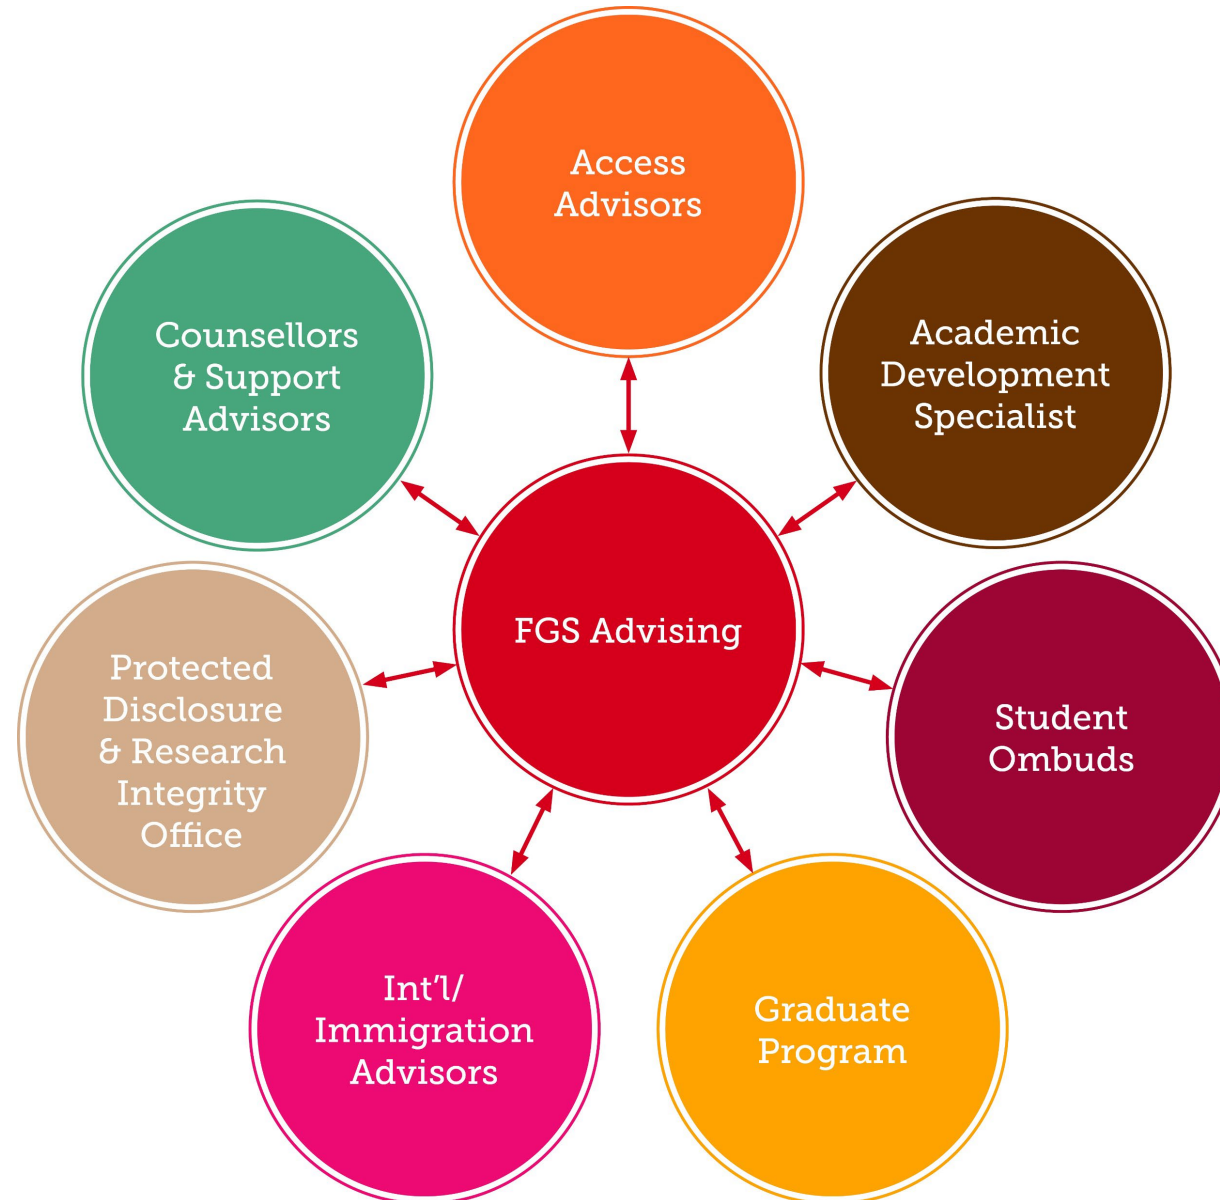 Access
Advisors
Counsellors
& Support
Advisors
Academic
Development
Specialist
FGS Advising
Protected
Disclosure
& Research
Integrity
Office
Student
Ombuds
Int'l/
Immigration
Advisors
Graduate
Program